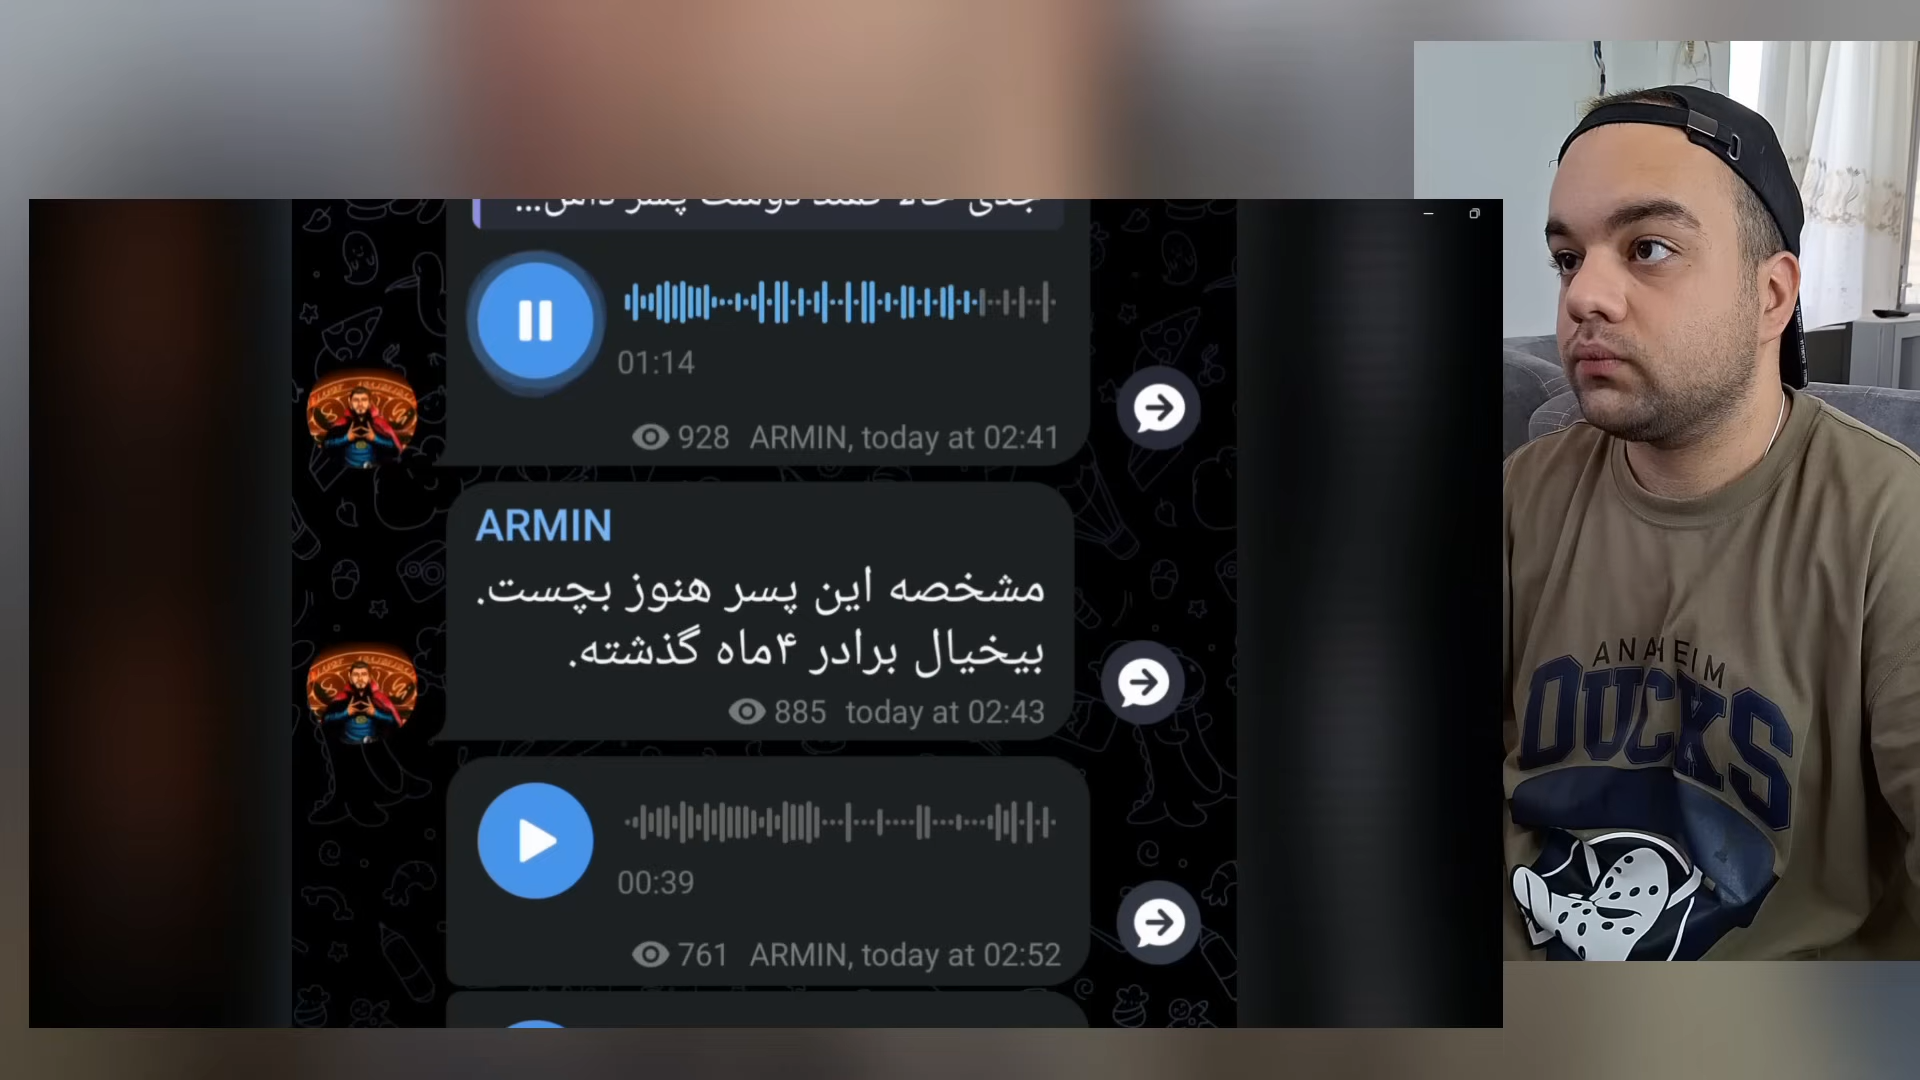 01:14
928 ARMIN, today at 02:41
ARMIN
مشخصه این پسر هنوز بچست.
بیخیال برادر ۴ماه گذشته.
885 today at 02:43
00:39
761 ARMIN, today at 02:52
ANAHEIM
DUCKS